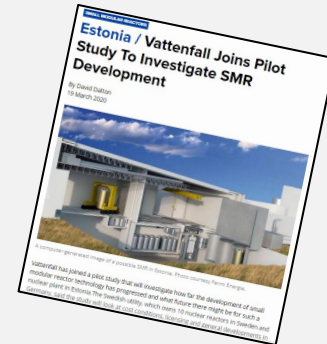 SMALL MODULAR REACTORS
Estonia / Vattenfall Joins Pilot
Study To Investigate SMR
Development
By David Dalton
19 March 2020
A computer-generated image of a possible SMR in Estonia. Photo courtesy Fermi Energia.
Vattenfall has joined a pilot study that will investigate how far the development of small
modular reactor technology has progressed and what future there might be for such a
nuclear plant in Estonia. The Swedish utility, which owns 10 nuclear reactors in Sweden and
Germany, said the study will look at cost conditions, licensing and general developments in